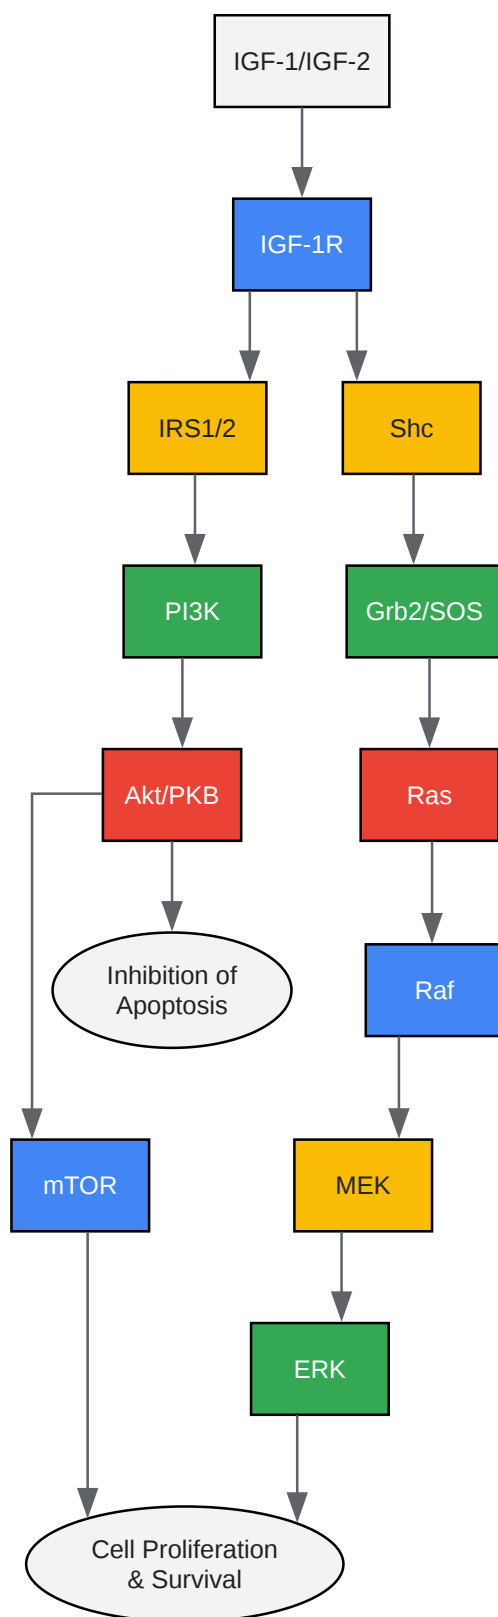 IGF-1/IGF-2
IGF-1R
IRS1/2
Shc
PI3K
Grb2/SOS
Akt/PKB
Ras
Inhibition of
Apoptosis
Raf
mTOR
MEK
ERK
Cell Proliferation
& Survival